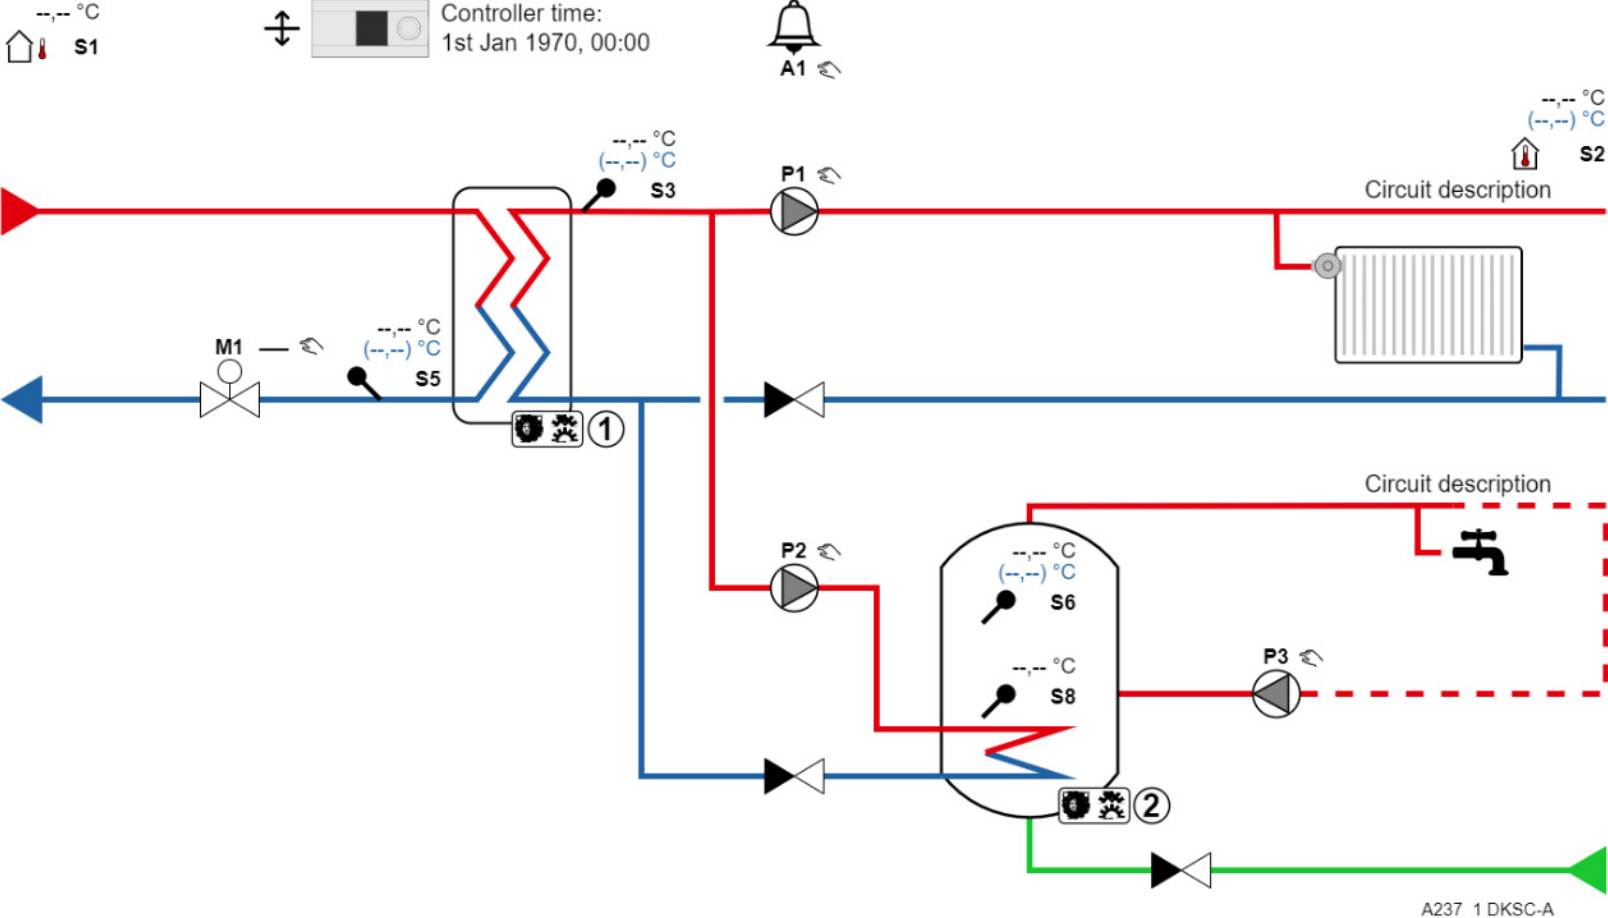 --,-- °C
S1
Controller time:
1st Jan 1970, 00:00
A1
--,-- °C
(--,--) °C
S2
--,-- °C
(--,--) °C
S3
P1
Circuit description
M1
--,-- °C
(--,--) °C
S5
1
Circuit description
P2
--,-- °C
(--,--) °C
S6
--,-- °C
S8
P3
2
A237 1 DKSC-A